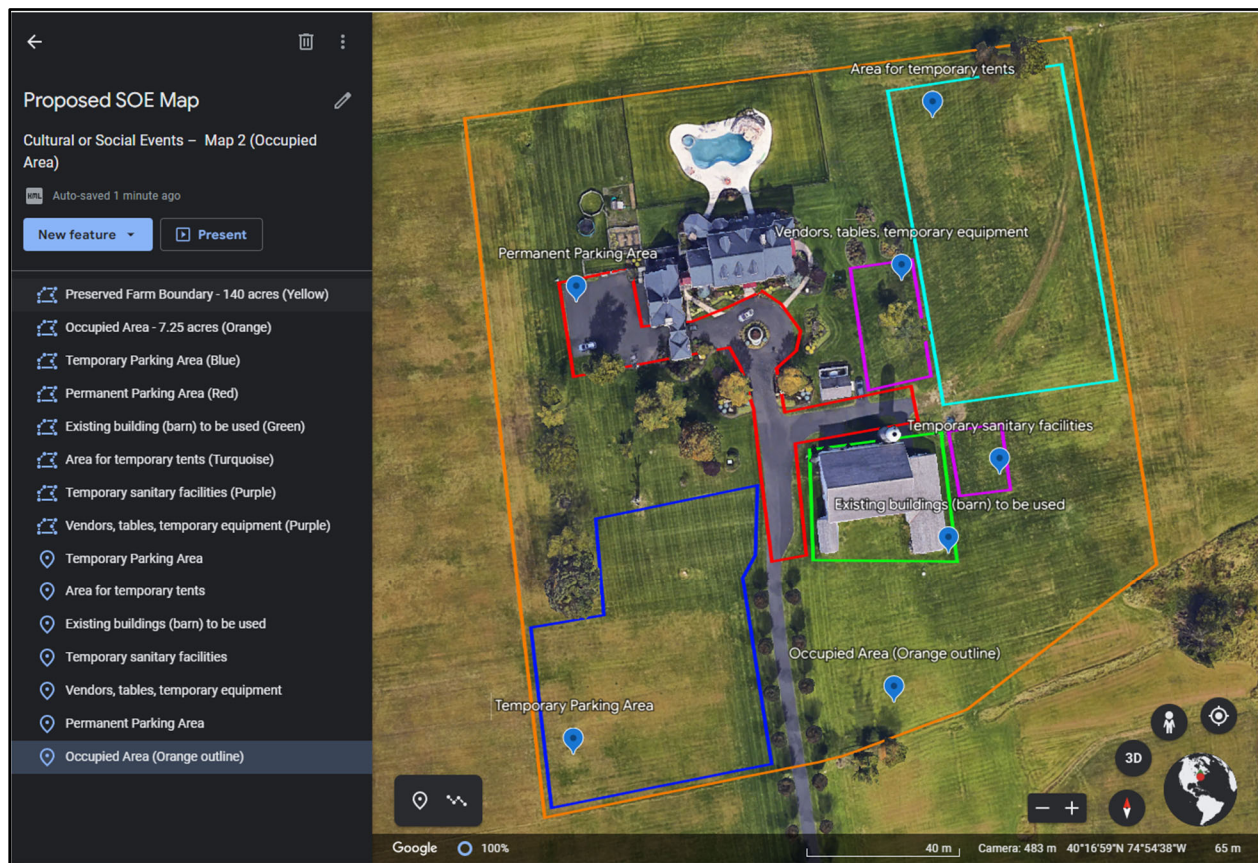 Proposed SOE Map
Cultural or Social Events – Map 2 (Occupied
Area)
KML Auto-saved 1 minute ago
New feature
Present
Preserved Farm Boundary - 140 acres (Yellow)
Occupied Area - 7.25 acres (Orange)
Temporary Parking Area (Blue)
Permanent Parking Area (Red)
Existing building (barn) to be used (Green)
Area for temporary tents (Turquoise)
Temporary sanitary facilities (Purple)
Vendors, tables, temporary equipment (Purple)
Temporary Parking Area
Area for temporary tents
Existing buildings (barn) to be used
Temporary sanitary facilities
Vendors, tables, temporary equipment
Permanent Parking Area
Occupied Area (Orange outline)
Area for temporary tents
Vendors, tables, temporary equipment
Permanent Parking Area
Temporary sanitary facilities
Existing buildings (barn) to be used
Occupied Area (Orange outline)
Temporary Parking Area
3D
Google 100% 40 m Camera: 483 m 40°16'59"N 74°54'38"W 65 m